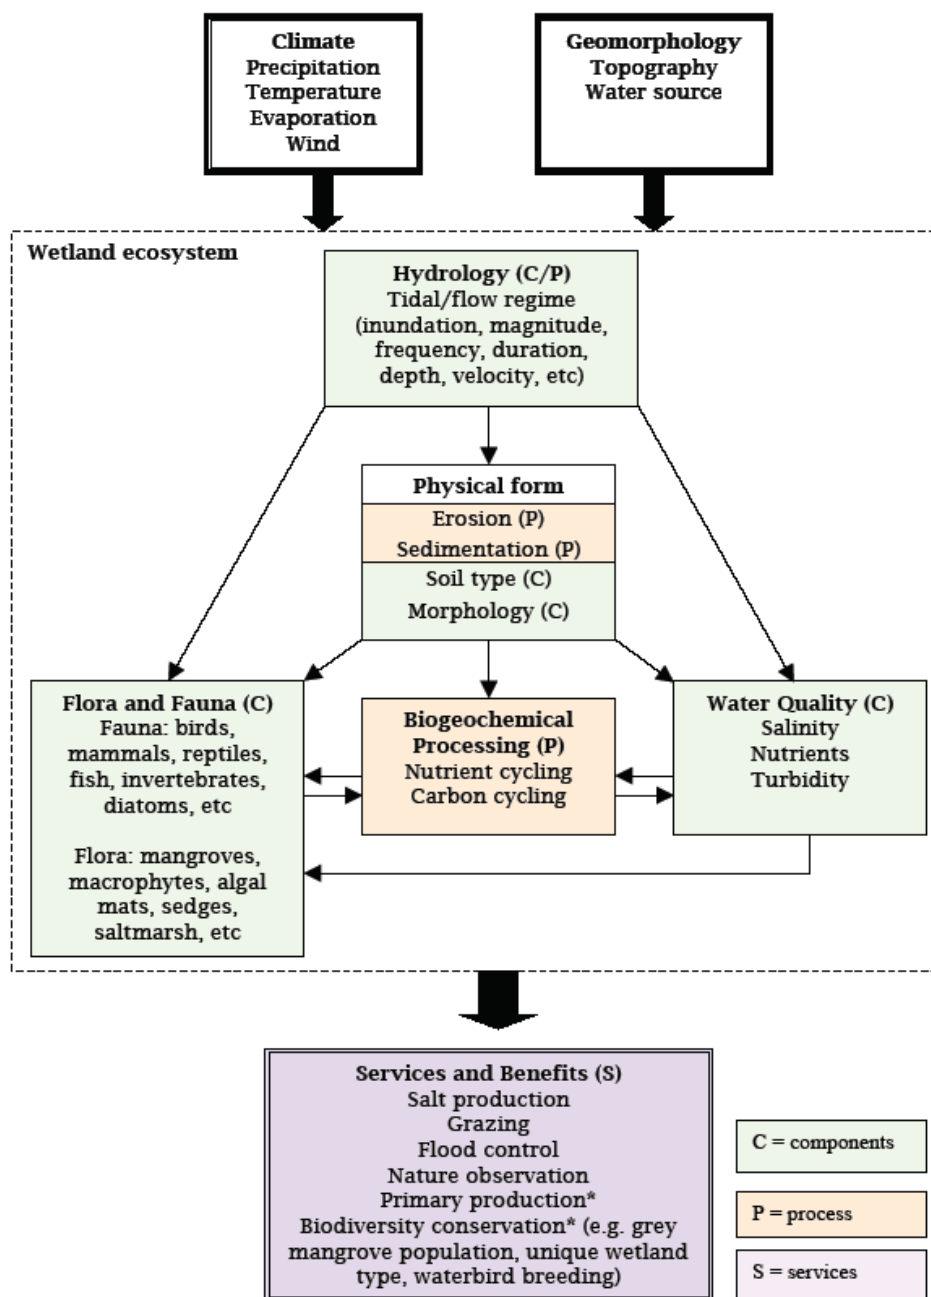 Climate
Precipitation
Temperature
Evaporation
Wind
Geomorphology
Topography
Water source
Wetland ecosystem
Hydrology (C/P)
Tidal/flow regime
(inundation, magnitude,
frequency, duration,
depth, velocity, etc)
Physical form
Erosion (P)
Sedimentation (P)
Soil type (C)
Morphology (C)
Flora and Fauna (C)
Fauna: birds,
mammals, reptiles,
fish, invertebrates,
diatoms, etc
Flora: mangroves,
macrophytes, algal
mats, sedges,
saltmarsh, etc
Biogeochemical
Processing (P)
Nutrient cycling
Carbon cycling
Water Quality (C)
Salinity
Nutrients
Turbidity
Services and Benefits (S)
Salt production
Grazing
Flood control
Nature observation
Primary production*
Biodiversity conservation* (e.g. grey
mangrove population, unique wetland
type, waterbird breeding)
C = components
P = process
S = services